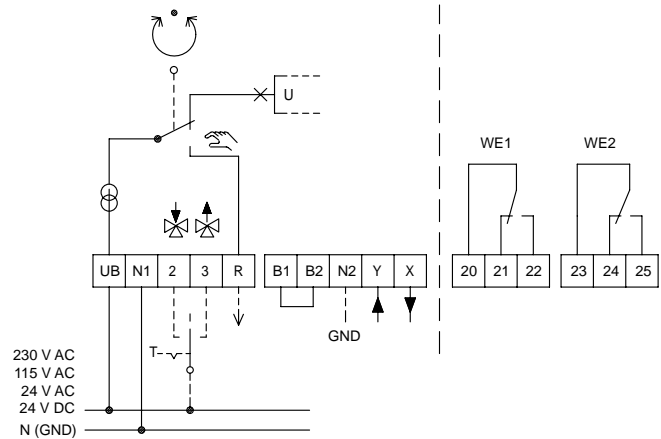 U
WE1 WE2
UB N1 2 3 R B1 B2 N2 Y X 20 21 22 23 24 25
GND
T
230 V AC
115 V AC
24 V AC
24 V DC
N (GND)